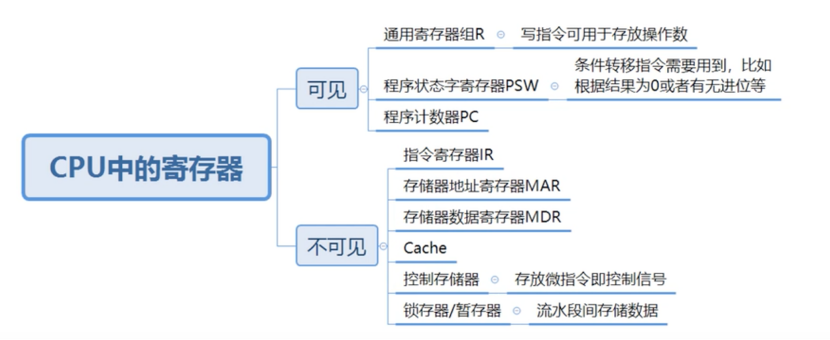 CPU中的寄存器
可见
通用寄存器组R
写指令可用于存放操作数
程序状态字寄存器PSW
条件转移指令需要用到，比如
根据结果为0或者有无进位等
程序计数器PC
不可见
指令寄存器IR
存储器地址寄存器MAR
存储器数据寄存器MDR
Cache
控制存储器
存放微指令即控制信号
锁存器/暂存器
流水段间存储数据